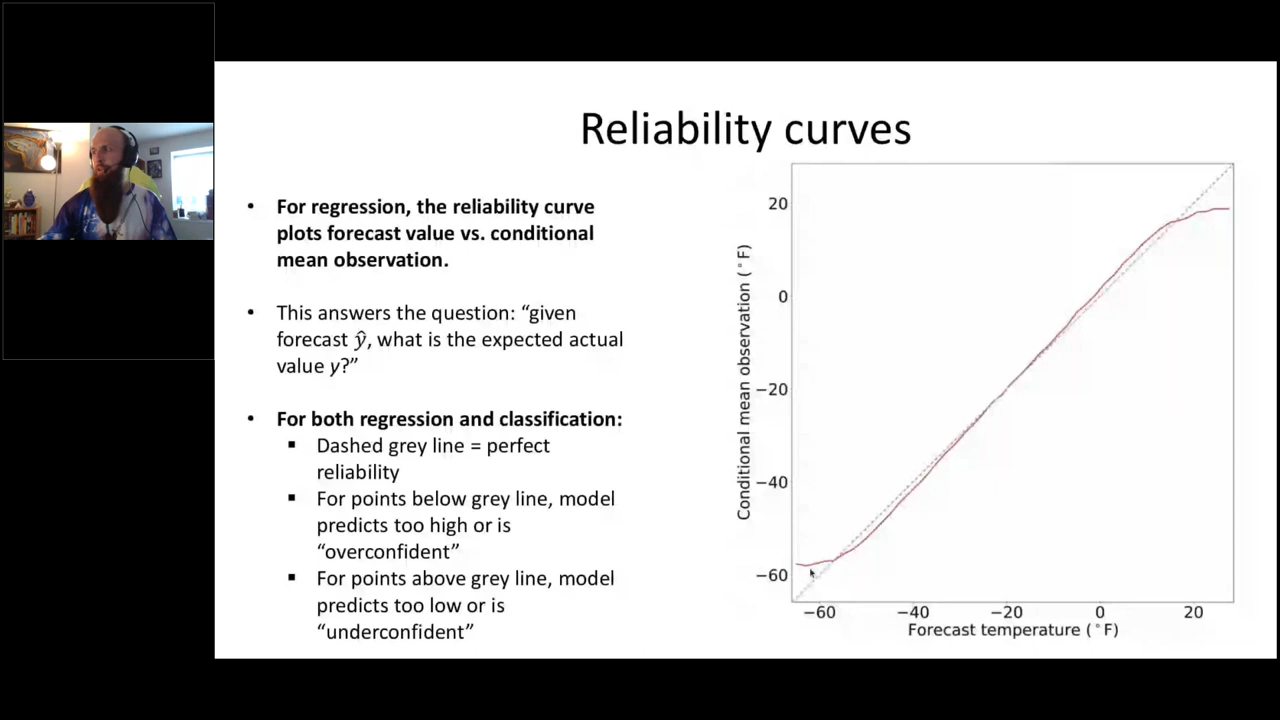 Reliability curves
• For regression, the reliability curve
plots forecast value vs. conditional
mean observation.
• This answers the question: “given
forecast ŷ, what is the expected actual
value y?”
• For both regression and classification:
▪ Dashed grey line = perfect
reliability
▪ For points below grey line, model
predicts too high or is
“overconfident”
▪ For points above grey line, model
predicts too low or is
“underconfident”
Conditional mean observation (°F)
20
0
−20
−40
−60
−60 −40 −20 0 20
Forecast temperature (°F)